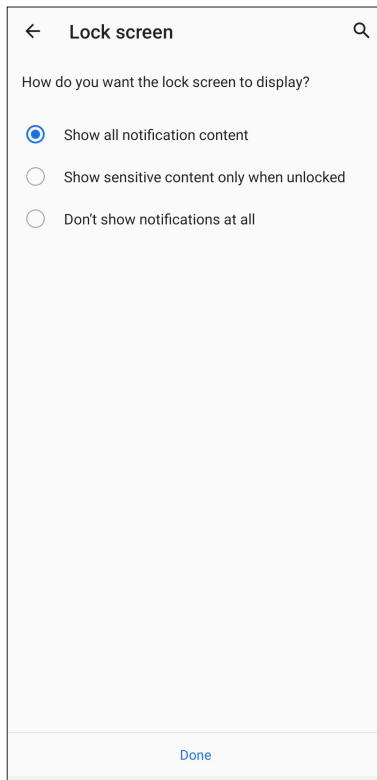 Lock screen
How do you want the lock screen to display?
Show all notification content
Show sensitive content only when unlocked
Don’t show notifications at all
Done